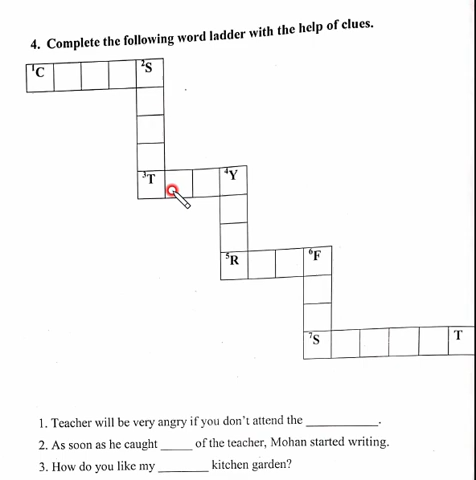 4. Complete the following word ladder with the help of clues.
1C 2S
3T 4Y
5R 6F
7S T
1. Teacher will be very angry if you don't attend the ____________.
2. As soon as he caught _____ of the teacher, Mohan started writing.
3. How do you like my ________ kitchen garden?